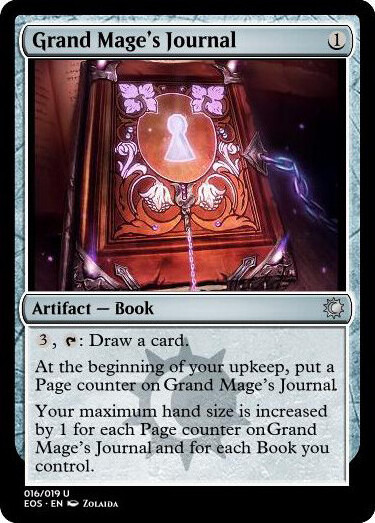 Grand Mage's Journal 1
Artifact — Book
3, : Draw a card.
At the beginning of your upkeep, put a
Page counter on Grand Mage's Journal
Your maximum hand size is increased
by 1 for each Page counter onGrand
Mage's Journal and for each Book you
control.
016/019 U
EOS · EN Zolaida